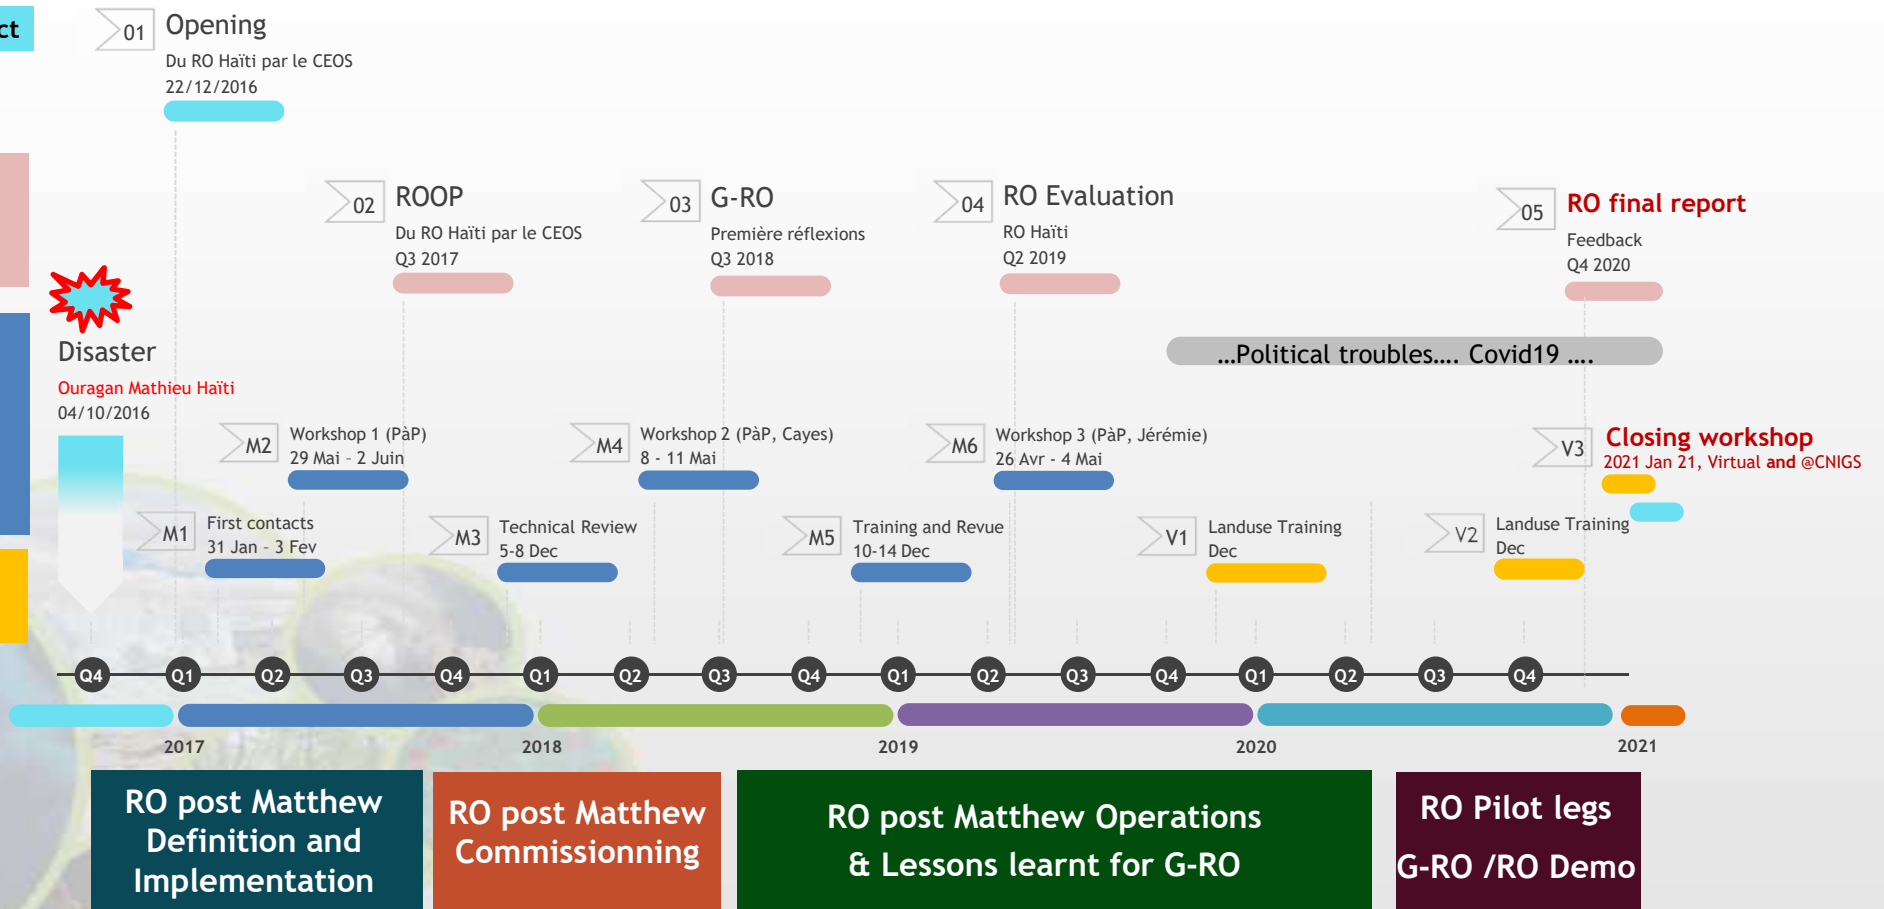 ct
01
Opening
Du RO Haïti par le CEOS
22/12/2016
02
ROOP
Du RO Haïti par le CEOS
Q3 2017
03
G-RO
Première réflexions
Q3 2018
04
RO Evaluation
RO Haïti
Q2 2019
05
RO final report
Feedback
Q4 2020
Disaster
Ouragan Mathieu Haïti
04/10/2016
...Political troubles.... Covid19 ....
M2
Workshop 1 (PàP)
29 Mai – 2 Juin
M4
Workshop 2 (PàP, Cayes)
8 - 11 Mai
M6
Workshop 3 (PàP, Jérémie)
26 Avr - 4 Mai
V3
Closing workshop
2021 Jan 21, Virtual and @CNIGS
M1
First contacts
31 Jan – 3 Fev
M3
Technical Review
5-8 Dec
M5
Training and Revue
10-14 Dec
V1
Landuse Training
Dec
V2
Landuse Training
Dec
Q4 Q1 Q2 Q3 Q4 Q1 Q2 Q3 Q4 Q1 Q2 Q3 Q4 Q1 Q2 Q3 Q4
2017 2018 2019 2020 2021
RO post Matthew
Definition and
Implementation
RO post Matthew
Commissionning
RO post Matthew Operations
& Lessons learnt for G-RO
RO Pilot legs
G-RO /RO Demo